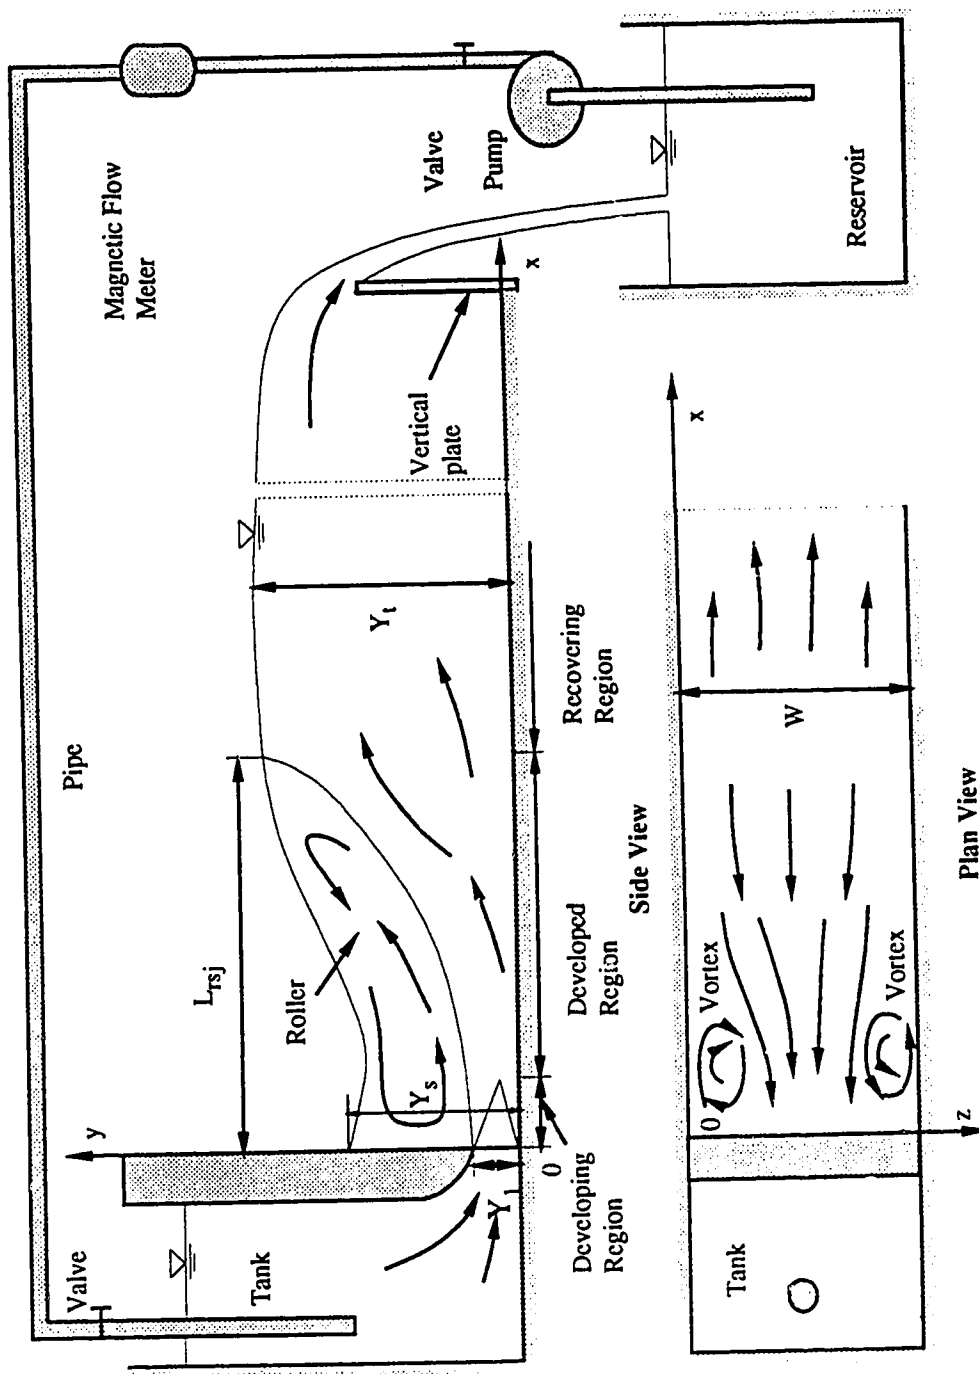 Pipe
Magnetic Flow
Meter
Valve
Valve
Pump
y
L_rsj
Tank
Roller
Y_t
Vertical
plate
x
Y_s
Y_1
0
Reservoir
Developing
Region
Developed
Region
Recovering
Region
Side View
0
Vortex
W
x
Tank
Vortex
z
Plan View